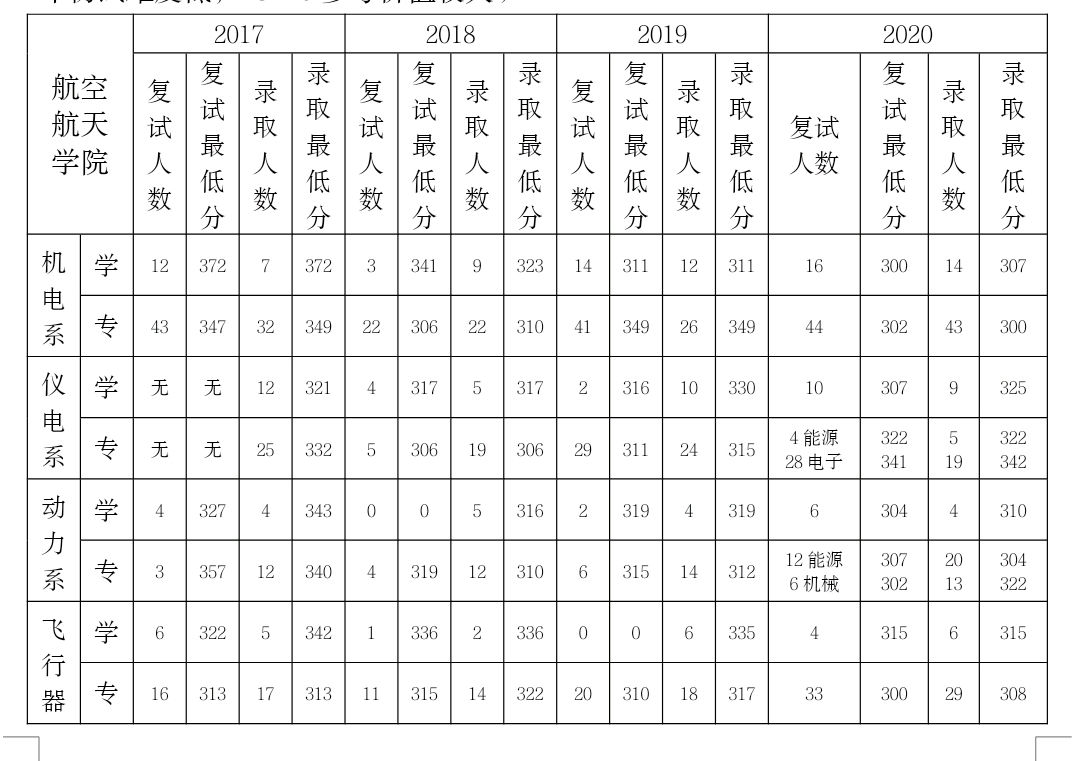 2017 2018 2019 2020
航空航天学院 复试人数 复试最低分 录取人数 录取最低分 复试人数 复试最低分 录取人数 录取最低分 复试人数 复试最低分 录取人数 录取最低分 复试人数 复试最低分 录取人数 录取最低分
机电系 学 12 372 7 372 3 341 9 323 14 311 12 311 16 300 14 307
专 43 347 32 349 22 306 22 310 41 349 26 349 44 302 43 300
仪电系 学 无 无 12 321 4 317 5 317 2 316 10 330 10 307 9 325
专 无 无 25 332 5 306 19 306 29 311 24 315 4 能源 322 5 322
28 电子 341 19 342
动力系 学 4 327 4 343 0 0 5 316 2 319 4 319 6 304 4 310
专 3 357 12 340 4 319 12 310 6 315 14 312 12 能源 307 20 304
6 机械 302 13 322
飞行器 学 6 322 5 342 1 336 2 336 0 0 6 335 4 315 6 315
专 16 313 17 313 11 315 14 322 20 310 18 317 33 300 29 308